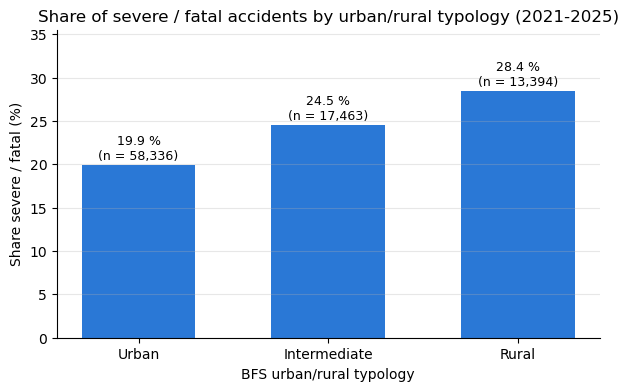 Share of severe / fatal accidents by urban/rural typology (2021-2025)
Share severe / fatal (%)
35
30
25
20
15
10
5
0
19.9 %
(n = 58,336)
24.5 %
(n = 17,463)
28.4 %
(n = 13,394)
Urban
Intermediate
Rural
BFS urban/rural typology